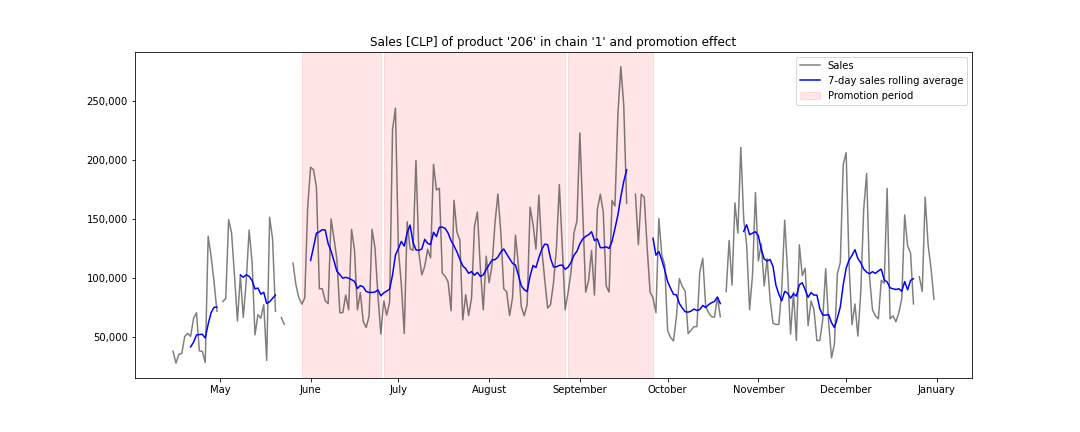 Sales [CLP] of product '206' in chain '1' and promotion effect
Sales
7-day sales rolling average
Promotion period
250,000
200,000
150,000
100,000
50,000
May June July August September October November December January